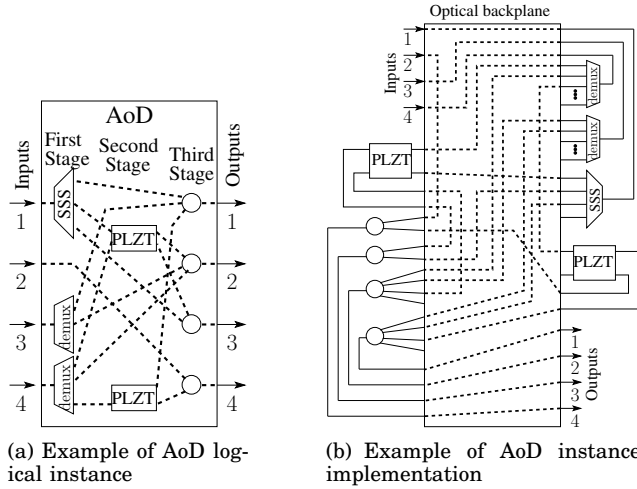 AoD
First Stage
Second Stage
Third Stage
Inputs
Outputs
1
2
3
4
SSS
demux
demux
PLZT
PLZT
1
2
3
4
(a) Example of AoD log-
ical instance
Optical backplane
Inputs
1
2
3
4
demux
demux
SSS
PLZT
PLZT
1
2
3
4
Outputs
(b) Example of AoD instance
implementation